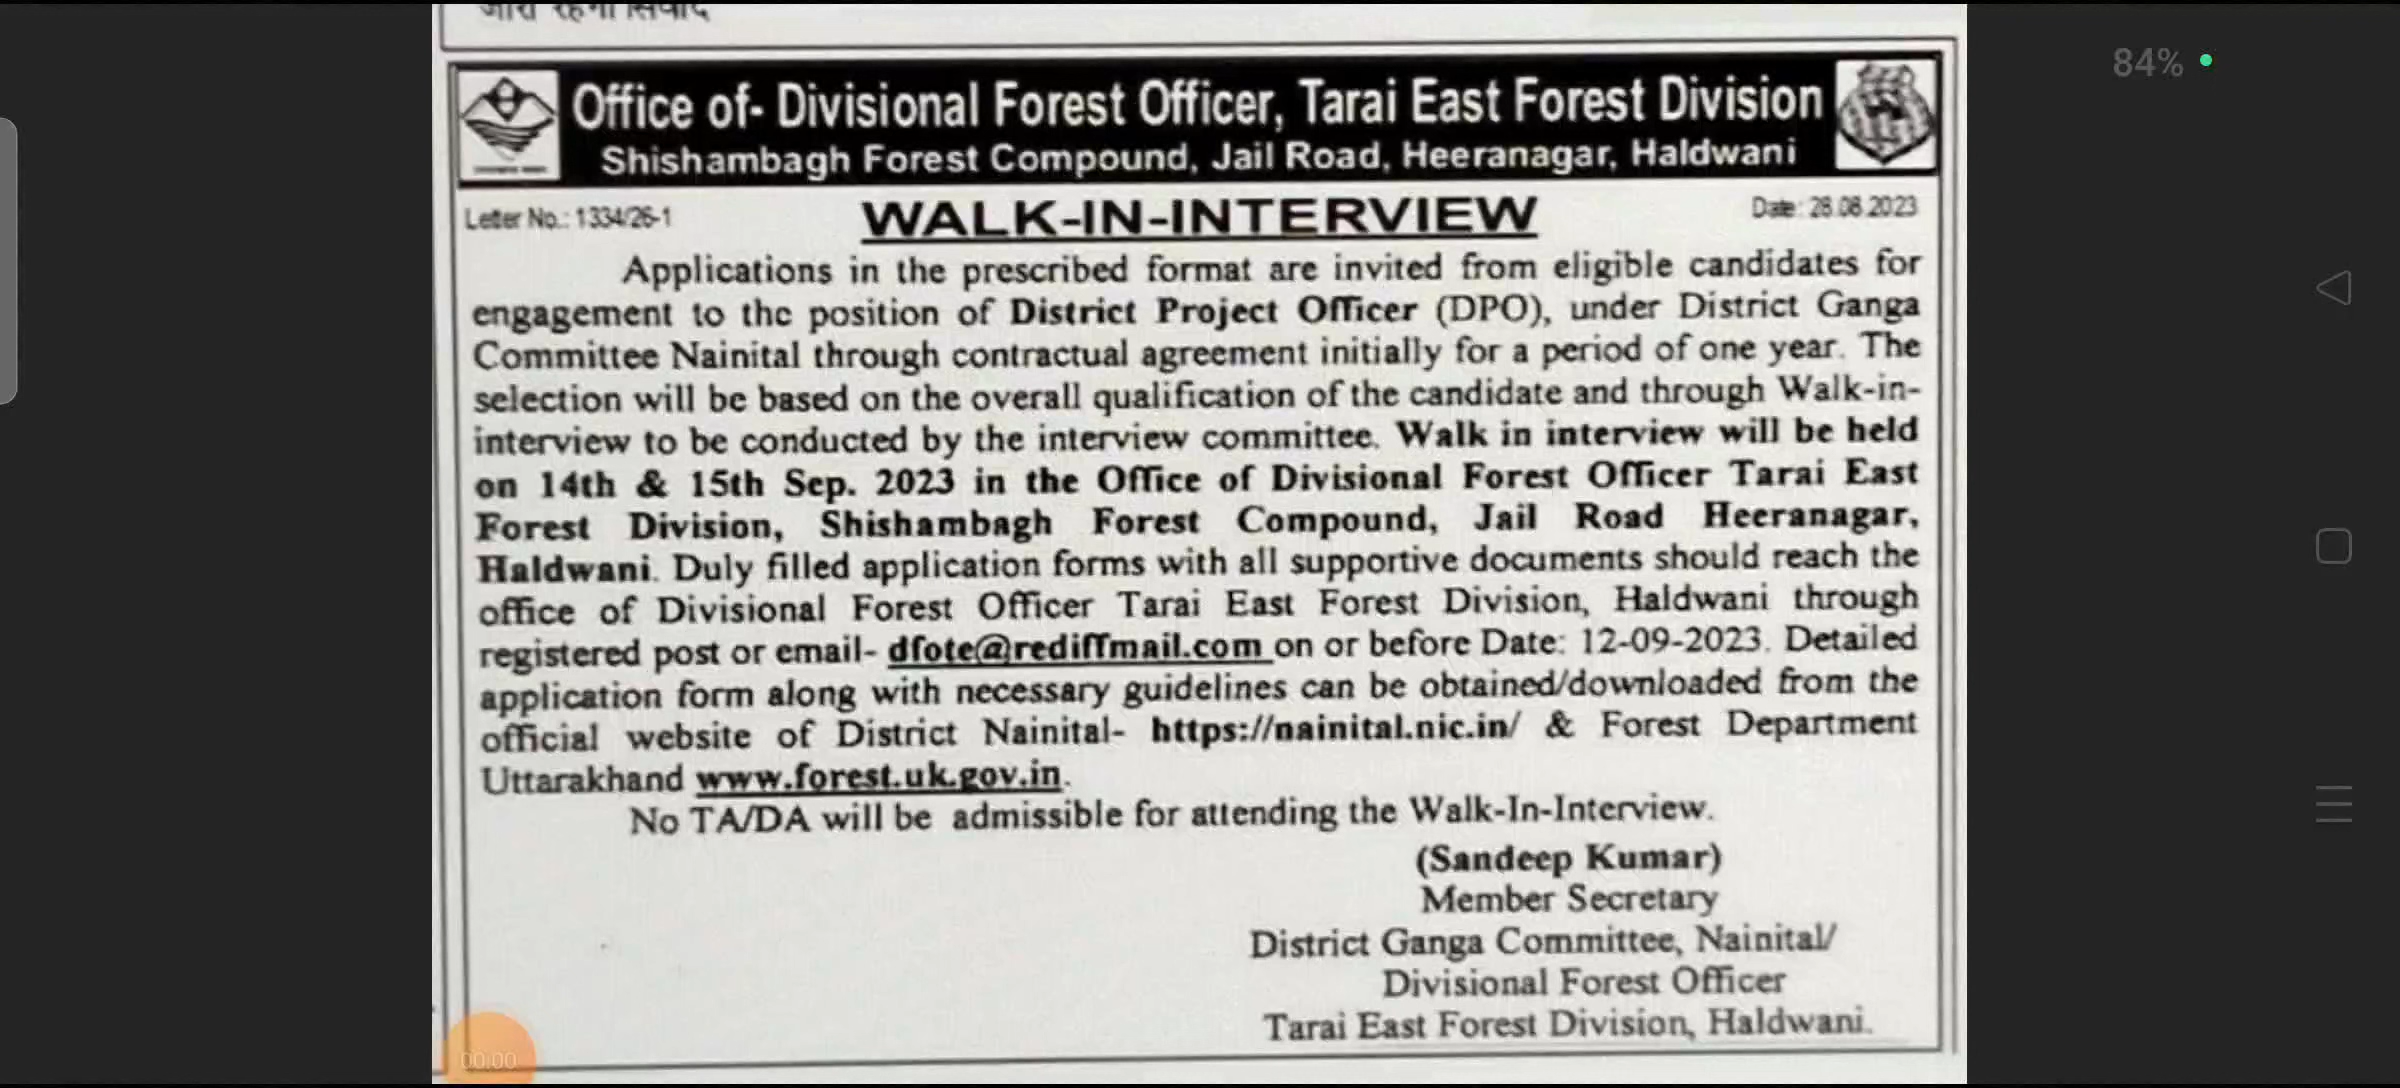 84%
Office of- Divisional Forest Officer, Tarai East Forest Division
Shishambagh Forest Compound, Jail Road, Heeranagar, Haldwani
Letter No.: 1334/26-1
WALK-IN-INTERVIEW
Date: 28.08.2023
Applications in the prescribed format are invited from eligible candidates for
engagement to the position of District Project Officer (DPO), under District Ganga
Committee Nainital through contractual agreement initially for a period of one year. The
selection will be based on the overall qualification of the candidate and through Walk-in-
interview to be conducted by the interview committee. Walk in interview will be held
on 14th & 15th Sep. 2023 in the Office of Divisional Forest Officer Tarai East
Forest Division, Shishambagh Forest Compound, Jail Road Heeranagar,
Haldwani. Duly filled application forms with all supportive documents should reach the
office of Divisional Forest Officer Tarai East Forest Division, Haldwani through
registered post or email- dfote@rediffmail.com on or before Date: 12-09-2023. Detailed
application form along with necessary guidelines can be obtained/downloaded from the
official website of District Nainital- https://nainital.nic.in/ & Forest Department
Uttarakhand www.forest.uk.gov.in.
No TA/DA will be admissible for attending the Walk-In-Interview.
(Sandeep Kumar)
Member Secretary
District Ganga Committee, Nainital/
Divisional Forest Officer
Tarai East Forest Division, Haldwani.
00:00